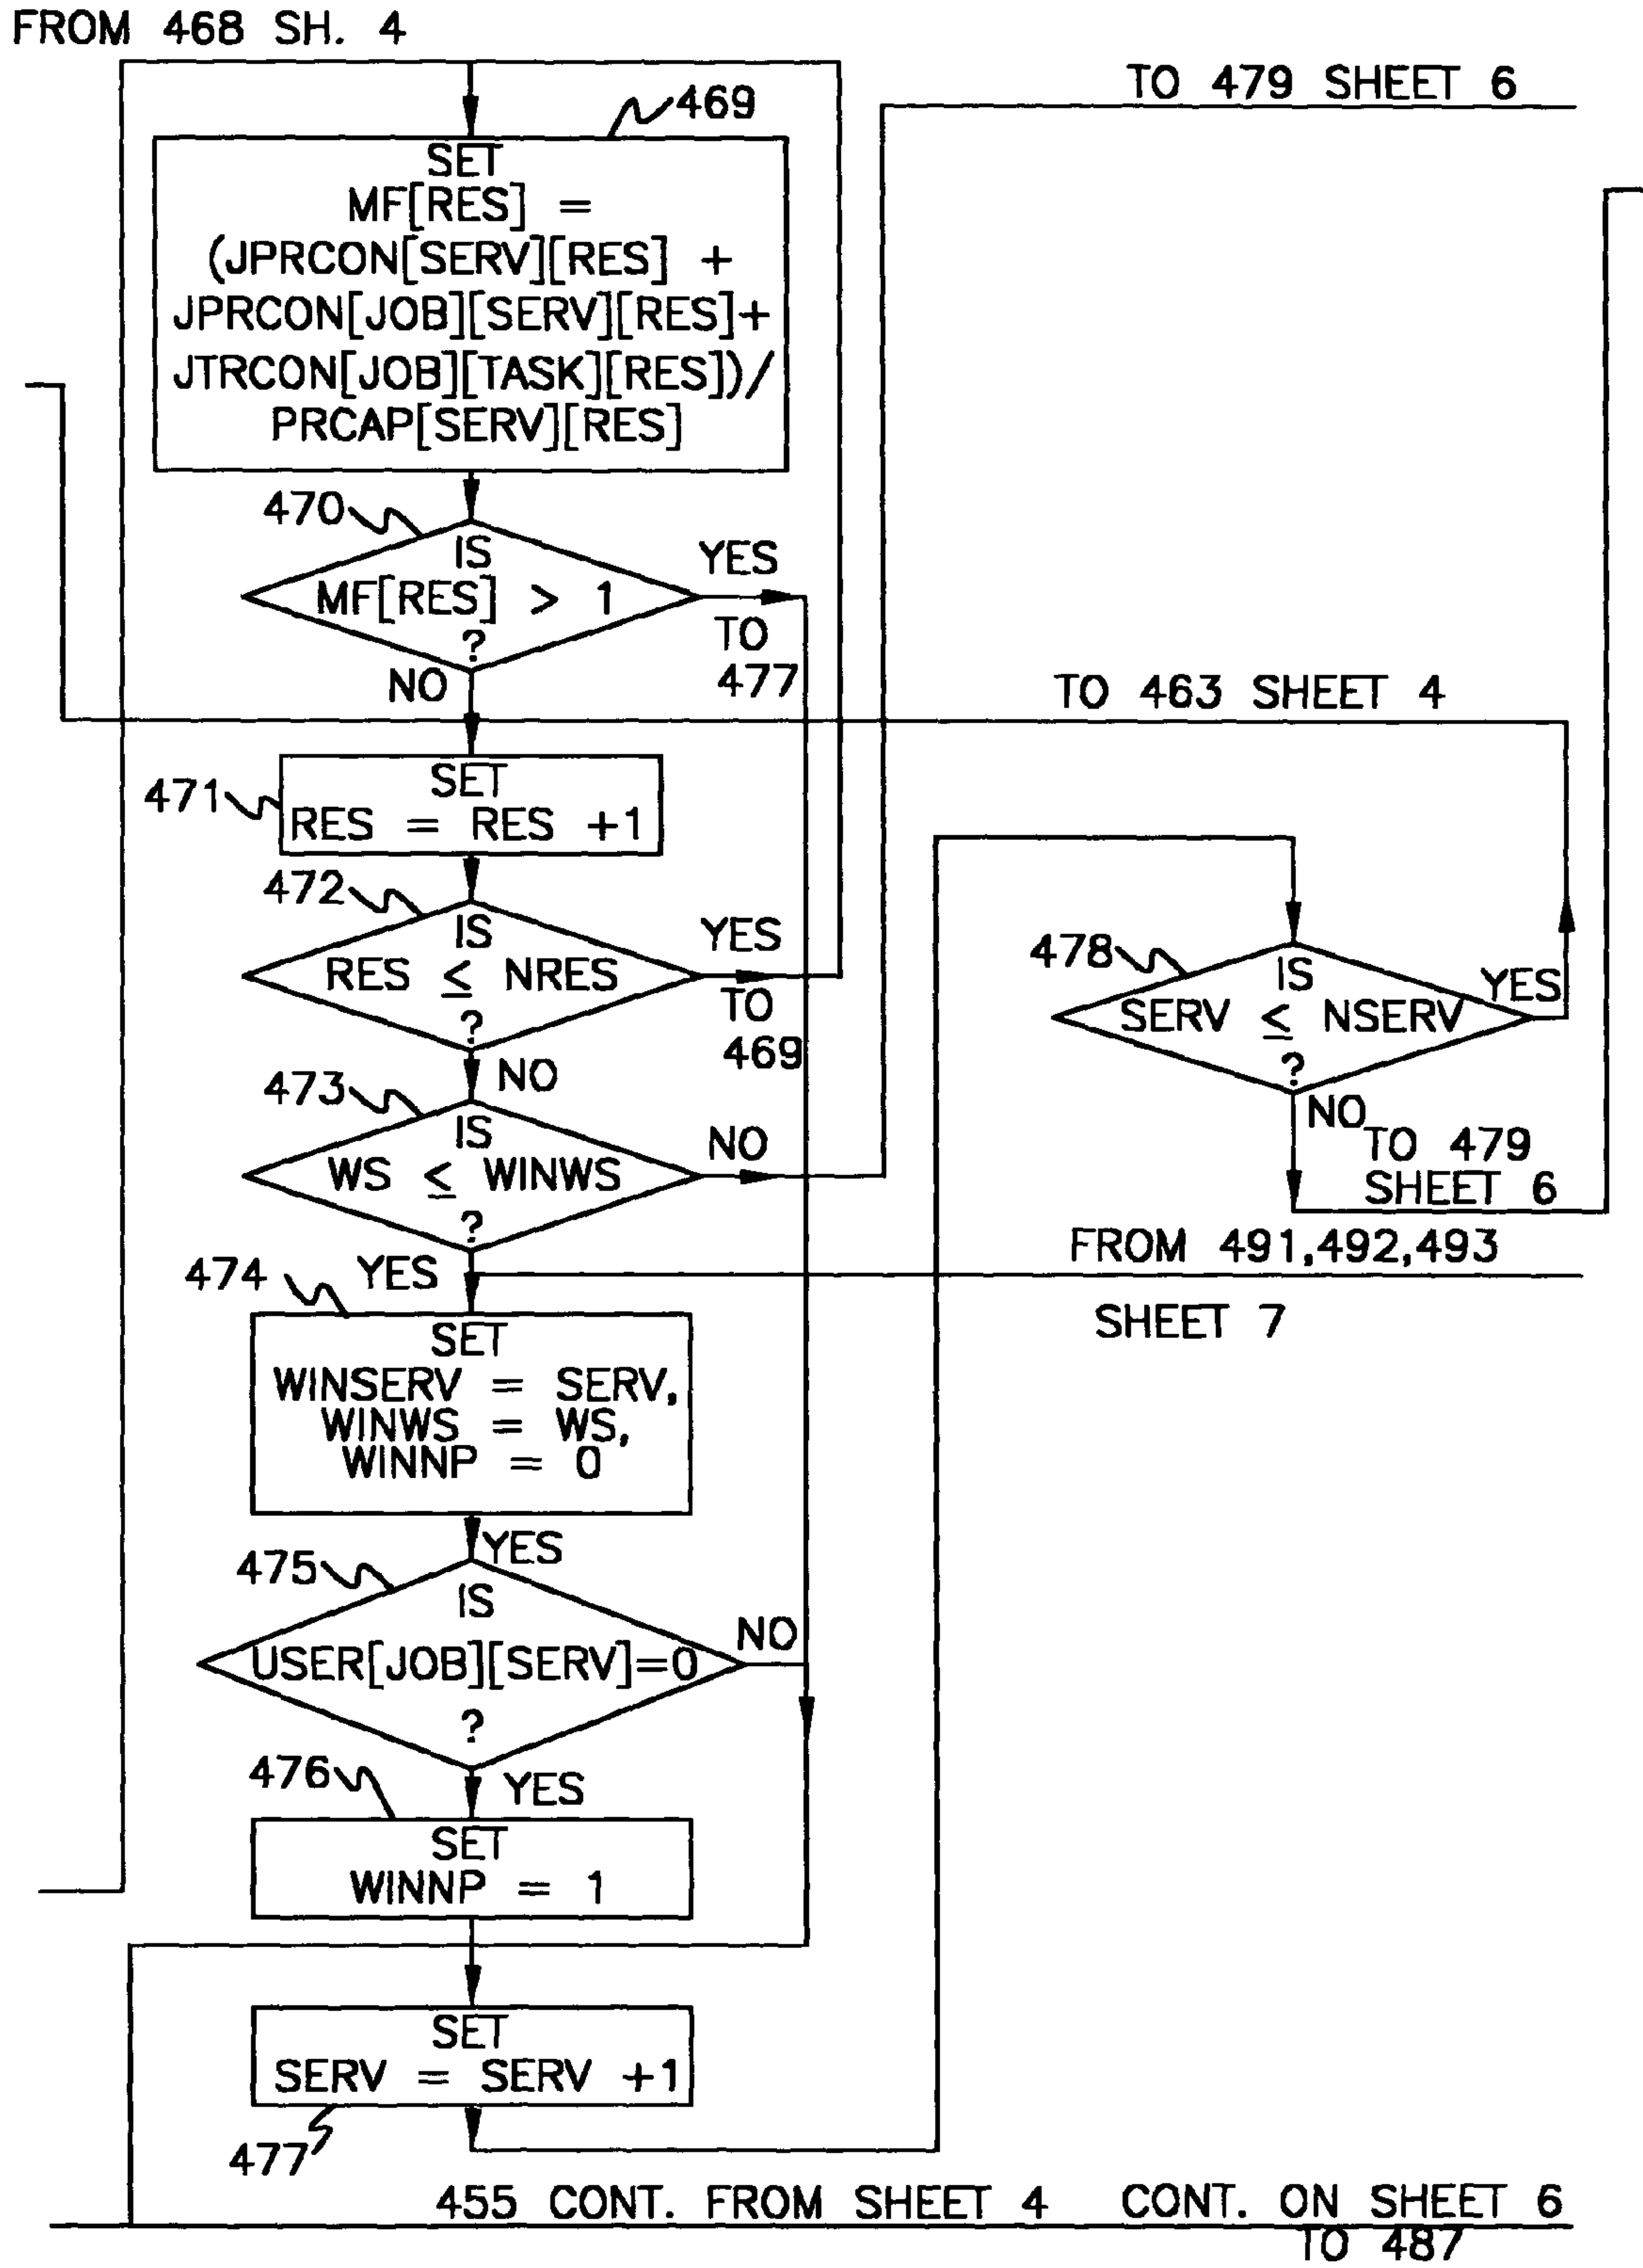 FROM 468 SH. 4
TO 479 SHEET 6
469
SET
MF[RES] =
(JPRCON[SERV][RES] +
JPRCON[JOB][SERV][RES]+
JTRCON[JOB][TASK][RES])/
PRCAP[SERV][RES]
470
IS
MF[RES] > 1
?
YES
TO
477
NO
TO 463 SHEET 4
471
SET
RES = RES +1
472
IS
RES ≤ NRES
?
YES
TO
469
NO
473
IS
WS ≤ WINWS
?
NO
YES
478
IS
SERV ≤ NSERV
?
YES
NO
TO 479
SHEET 6
FROM 491,492,493
SHEET 7
474
SET
WINSERV = SERV,
WINWS = WS,
WINNP = 0
YES
475
IS
USER[JOB][SERV]=0
?
NO
YES
476
SET
WINNP = 1
SET
SERV = SERV +1
477
455 CONT. FROM SHEET 4 CONT. ON SHEET 6
TO 487